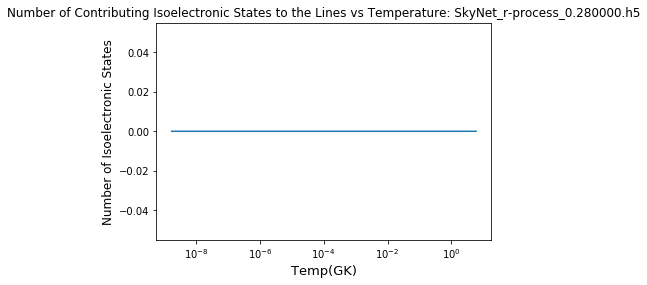 Number of Contributing Isoelectronic States to the Lines vs Temperature: SkyNet_r-process_0.280000.h5
Number of Isoelectronic States
0.04
0.02
0.00
−0.02
−0.04
10⁻⁸ 10⁻⁶ 10⁻⁴ 10⁻² 10⁰
Temp(GK)